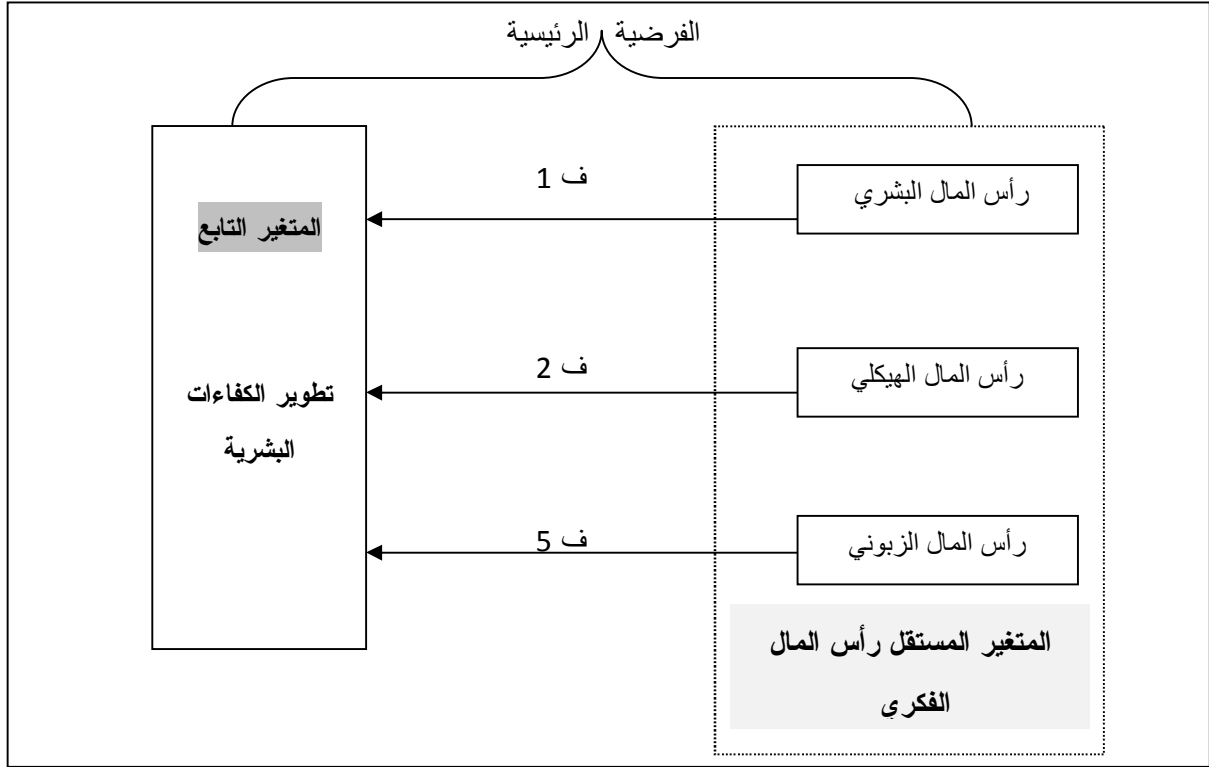 الفرضية الرئيسية
رأس المال البشري
ف 1
المتغير التابع
رأس المال الهيكلي
ف 2
تطوير الكفاءات
البشرية
رأس المال الزبوني
ف 5
المتغير المستقل رأس المال
الفكري